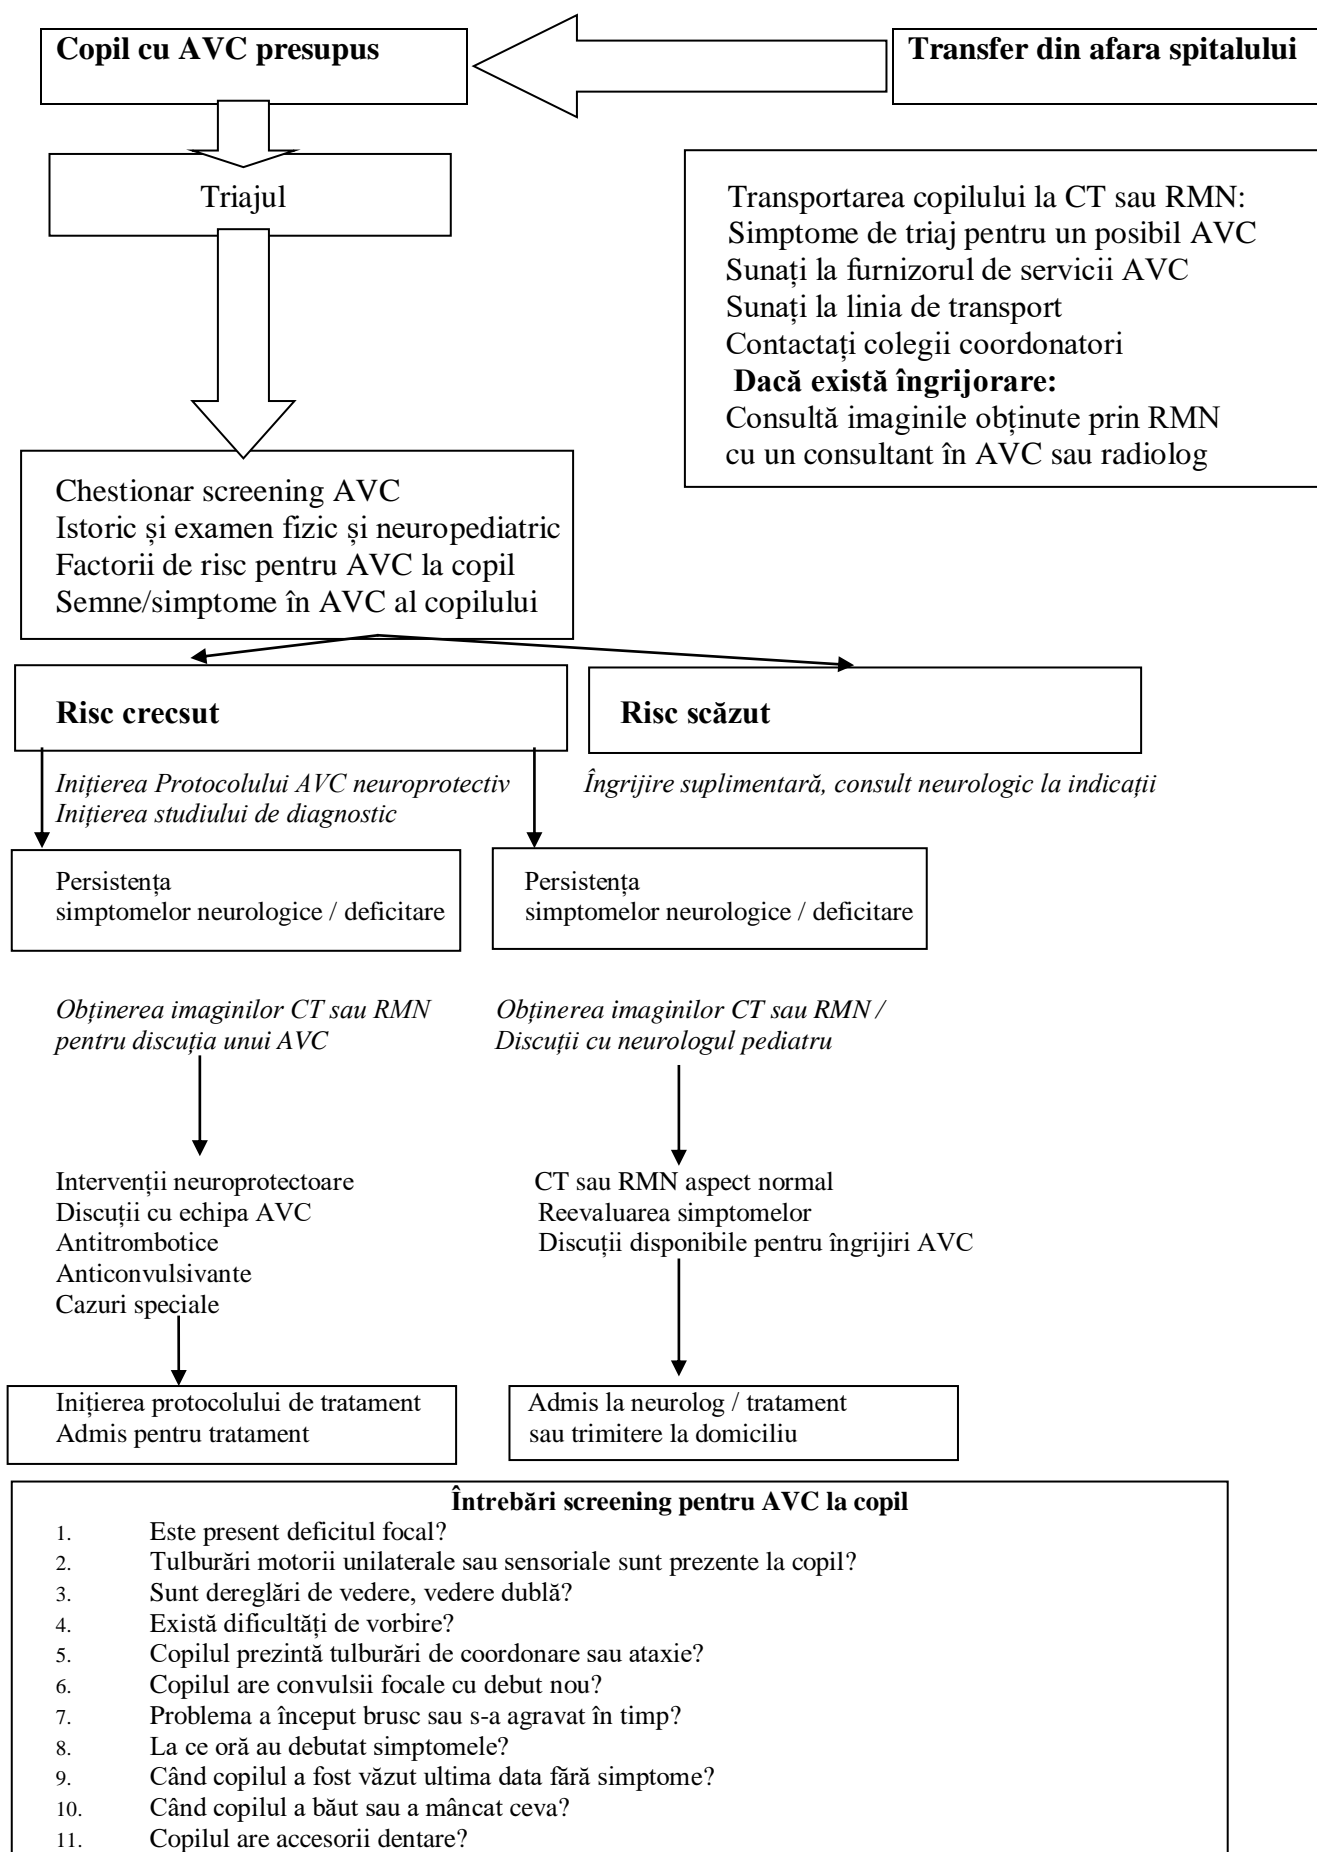 Copil cu AVC presupus
Transfer din afara spitalului
Triajul
Transportarea copilului la CT sau RMN:
Simptome de triaj pentru un posibil AVC
Sunați la furnizorul de servicii AVC
Sunați la linia de transport
Contactați colegii coordonatori
Dacă există îngrijorare:
Consultă imaginile obținute prin RMN
cu un consultant în AVC sau radiolog
Chestionar screening AVC
Istoric și examen fizic și neuropediatric
Factorii de risc pentru AVC la copil
Semne/simptome în AVC al copilului
Risc crecsut
Risc scăzut
Inițierea Protocolului AVC neuroprotectiv
Inițierea studiului de diagnostic
Îngrijire suplimentară, consult neurologic la indicații
Persistența
simptomelor neurologice / deficitare
Persistența
simptomelor neurologice / deficitare
Obținerea imaginilor CT sau RMN
pentru discuția unui AVC
Obținerea imaginilor CT sau RMN /
Discuții cu neurologul pediatru
Intervenții neuroprotectoare
Discuții cu echipa AVC
Antitrombotice
Anticonvulsivante
Cazuri speciale
CT sau RMN aspect normal
Reevaluarea simptomelor
Discuții disponibile pentru îngrijiri AVC
Inițierea protocolului de tratament
Admis pentru tratament
Admis la neurolog / tratament
sau trimitere la domiciliu
Întrebări screening pentru AVC la copil
1. Este present deficitul focal?
2. Tulburări motorii unilaterale sau sensoriale sunt prezente la copil?
3. Sunt dereglări de vedere, vedere dublă?
4. Există dificultăți de vorbire?
5. Copilul prezintă tulburări de coordonare sau ataxie?
6. Copilul are convulsii focale cu debut nou?
7. Problema a început brusc sau s-a agravat în timp?
8. La ce oră au debutat simptomele?
9. Când copilul a fost văzut ultima data fără simptome?
10. Când copilul a băut sau a mâncat ceva?
11. Copilul are accesorii dentare?